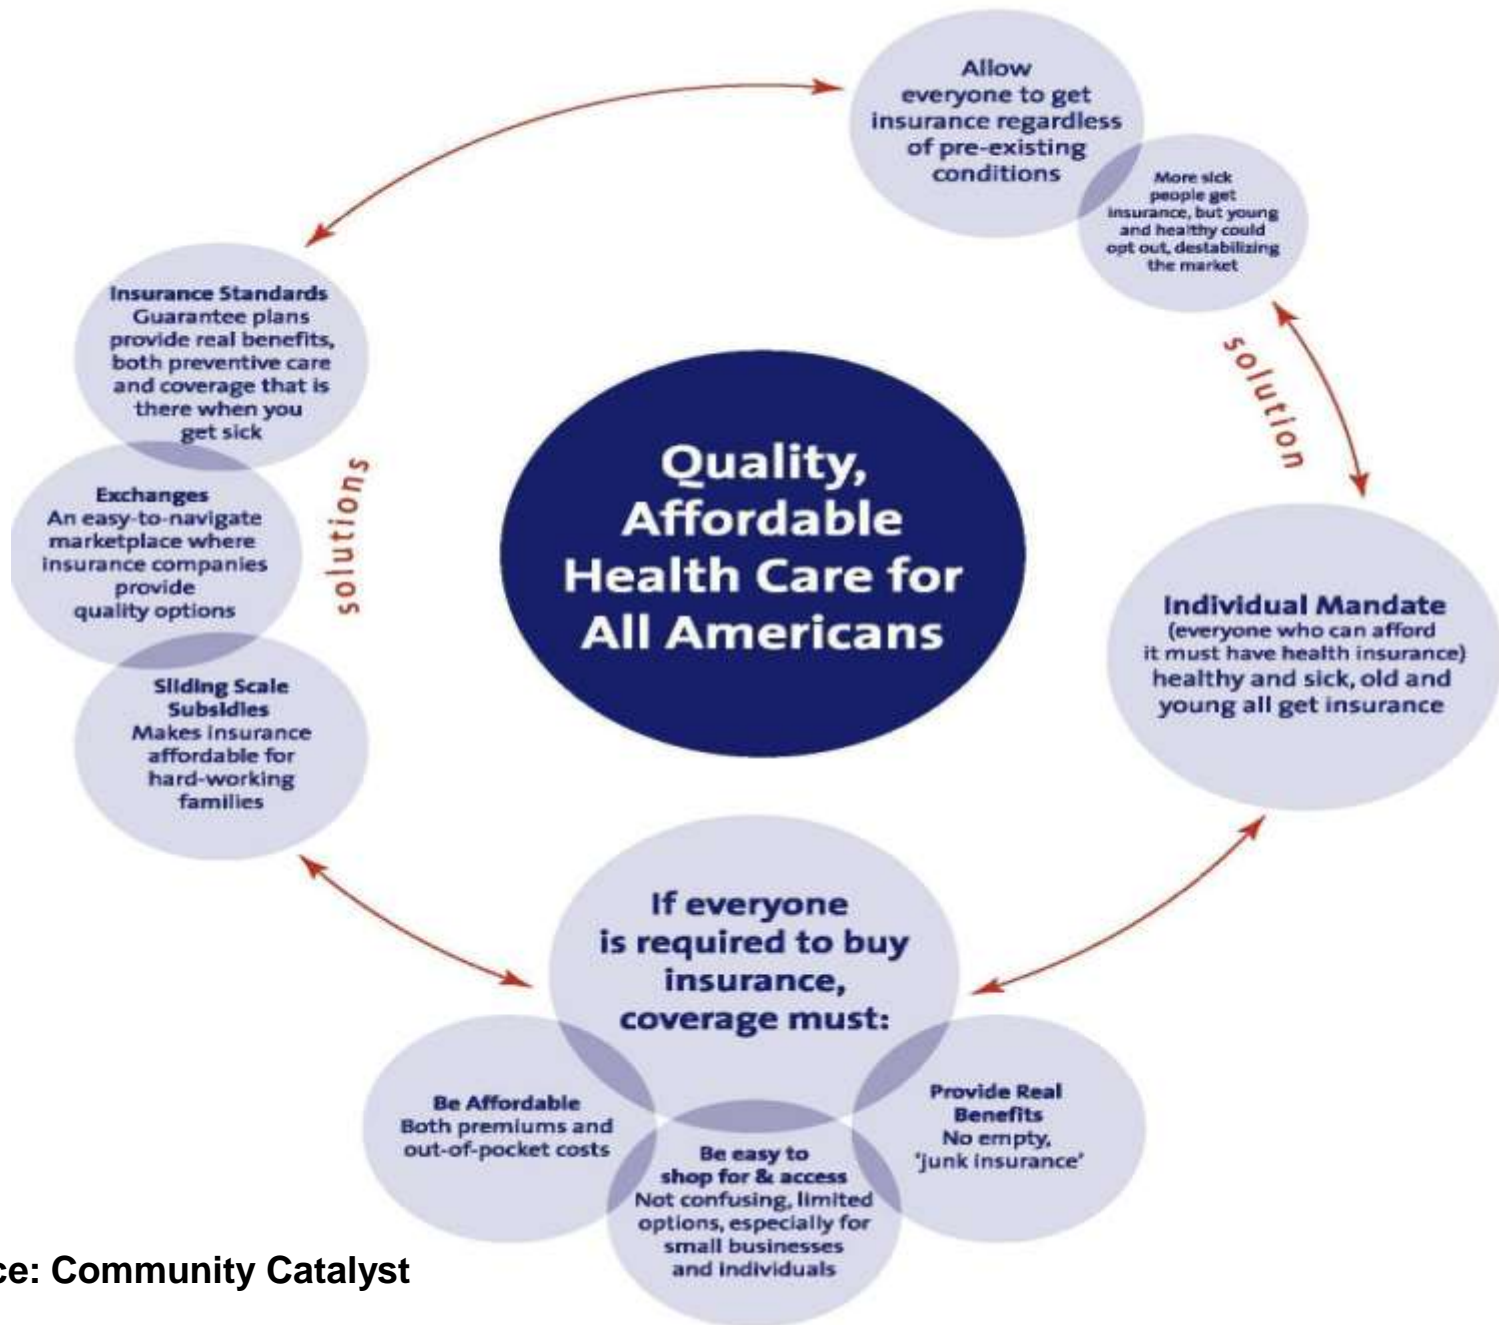 Allow
everyone to get
insurance regardless
of pre-existing
conditions
More sick
people get
insurance, but young
and healthy could
opt out, destabilizing
the market
solution
Individual Mandate
(everyone who can afford
it must have health insurance)
healthy and sick, old and
young all get insurance
If everyone
is required to buy
insurance,
coverage must:
Provide Real
Benefits
No empty,
'junk insurance'
Be easy to
shop for & access
Not confusing, limited
options, especially for
small businesses
and individuals
Be Affordable
Both premiums and
out-of-pocket costs
solutions
Insurance Standards
Guarantee plans
provide real benefits,
both preventive care
and coverage that is
there when you
get sick
Exchanges
An easy-to-navigate
marketplace where
insurance companies
provide
quality options
Sliding Scale
Subsidies
Makes insurance
affordable for
hard-working
families
Quality,
Affordable
Health Care for
All Americans
ce: Community Catalyst